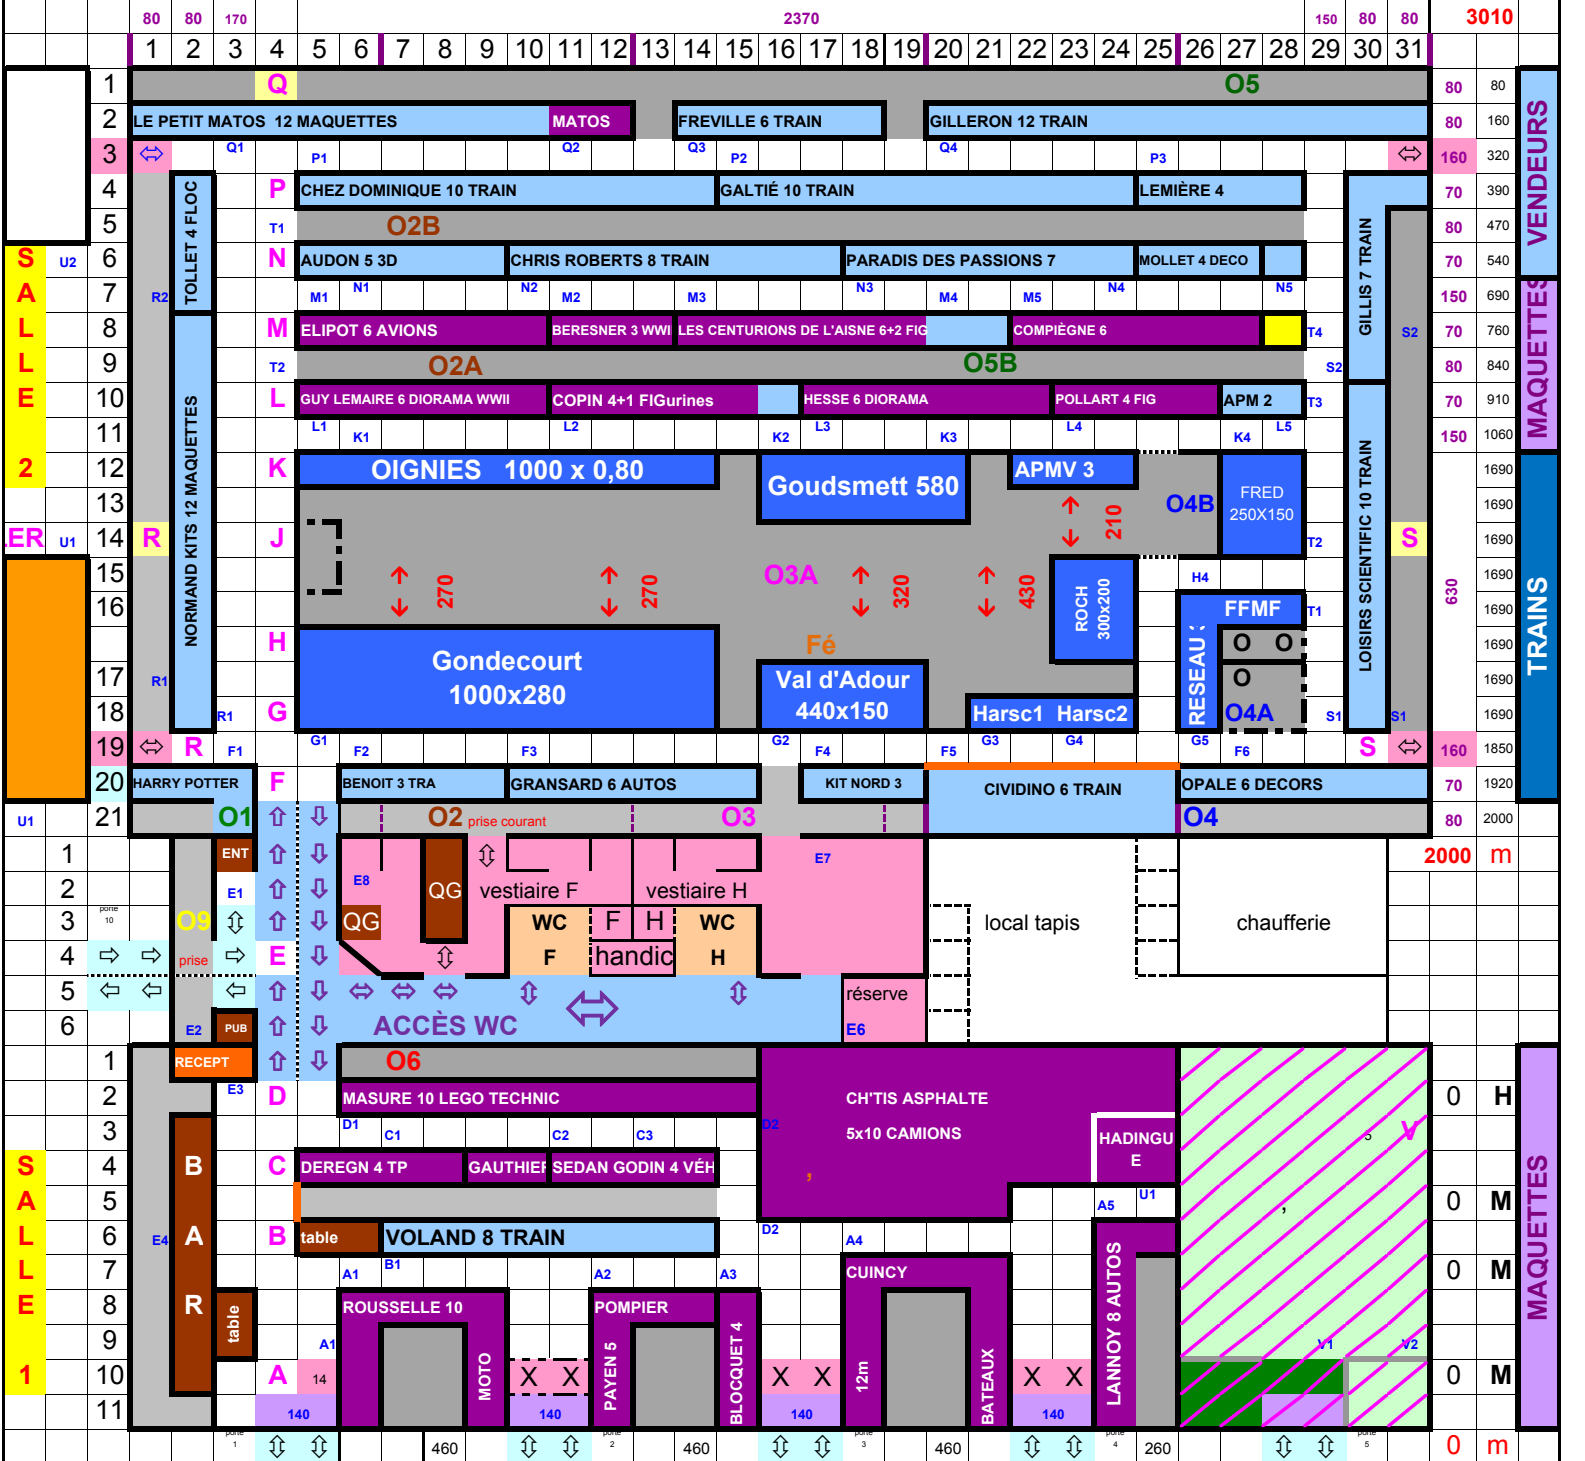 80 80 170 2370 150 80 80 3010
1 2 3 4 5 6 7 8 9 10 11 12 13 14 15 16 17 18 19 20 21 22 23 24 25 26 27 28 29 30 31
1 Q O5 80 80
2 LE PETIT MATOS 12 MAQUETTES MATOS FREVILLE 6 TRAIN GILLERON 12 TRAIN 80 160
3 ⇔ Q1 P1 Q2 Q3 P2 Q4 P3 ⇔ 160 320
VENDEURS
4 P CHEZ DOMINIQUE 10 TRAIN GALTIÉ 10 TRAIN LEMIÈRE 4 70 390
TOLLET 4 FLOC
5 T1 O2B 80 470
GILLIS 7 TRAIN
S U2 6 N AUDON 5 3D CHRIS ROBERTS 8 TRAIN PARADIS DES PASSIONS 7 MOLLET 4 DECO 70 540
A R2 7 M1 N1 N2 M2 M3 N3 M4 M5 N4 N5 150 690
MAQUETTES
L 8 M ELIPOT 6 AVIONS BERESNER 3 WWI LES CENTURIONS DE L'AISNE 6+2 FIG COMPIÈGNE 6 T4 S2 70 760
L 9 T2 O2A O5B S2 80 840
E 10 L GUY LEMAIRE 6 DIORAMA WWII COPIN 4+1 FIGurines HESSE 6 DIORAMA POLLART 4 FIG APM 2 T3 70 910
NORMAND KITS 12 MAQUETTES
11 L1 K1 L2 K2 L3 K3 L4 K4 L5 150 1060
2 12 K OIGNIES 1000 x 0,80 Goudsmett 580 APMV 3 1690
LOISIRS SCIENTIFIC 10 TRAIN
13 O4B FRED 250X150 1690
ER U1 14 R J 210 T2 S 1690
15 270 270 O3A 320 430 H4 1690
16 ROCH 300x200 FFMF T1 630 1690
TRAINS
H Gondecourt Fé RESEAU O O 1690
17 R1 1000x280 Val d'Adour O 1690
18 R1 G 440x150 Harsc1 Harsc2 O4A S1 S1 1690
19 ⇔ R F1 G1 F2 F3 G2 F4 F5 G3 G4 G5 F6 S ⇔ 160 1850
20 HARRY POTTER F BENOIT 3 TRA GRANSARD 6 AUTOS KIT NORD 3 CIVIDINO 6 TRAIN OPALE 6 DECORS 70 1920
U1 21 O1 O2 prise courant O3 O4 80 2000
1 ENT E7 2000 m
2 E1 E8 QG vestiaire F vestiaire H
3 porte 10 O9 QG WC F H WC local tapis chaufferie
4 prise E F handic H
5 réserve
6 E2 PUB ACCÈS WC E6
1 RECEPT O6
2 E3 D MASURE 10 LEGO TECHNIC CH'TIS ASPHALTE 0 H
3 D1 C1 C2 C3 D2 5x10 CAMIONS HADINGU E 5 V
S 4 B C DEREGN 4 TP GAUTHIER SEDAN GODIN 4 VÉH ,
MAQUETTES
A 5 A5 U1 , 0 M
L E4 6 A B table VOLAND 8 TRAIN D2 A4
L 7 A1 B1 A2 A3 CUINCY 0 M
E 8 R table ROUSSELLE 10 POMPIER LANNOY 8 AUTOS
9 A1 V1 V2
1 10 A 14 MOTO X X PAYEN 5 BLOCQUET 4 X X 12m BATEAUX X X 0 M
11 140 140 140 140
porte 1 460 porte 2 460 porte 3 460 porte 4 260 porte 5 0 m